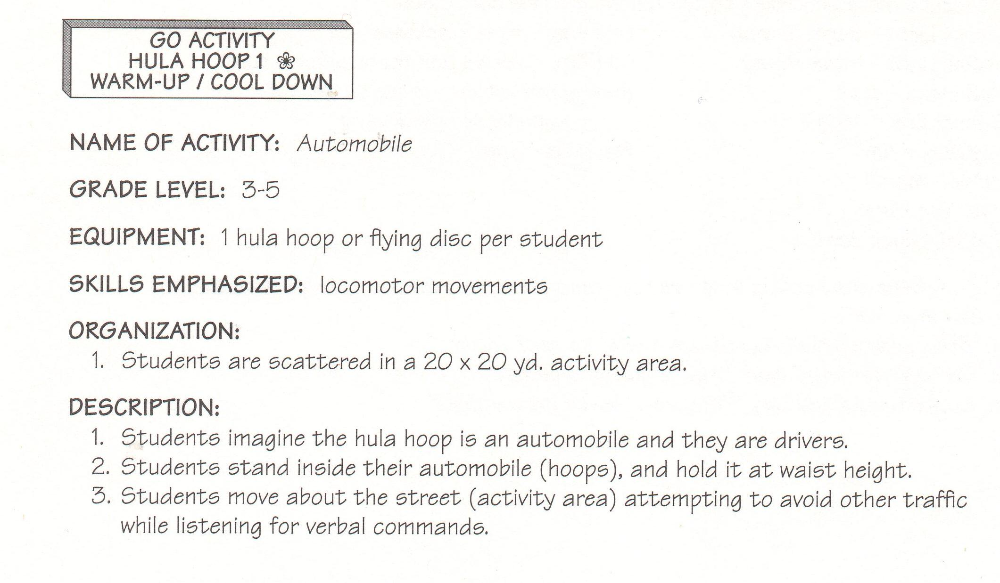 GO ACTIVITY
HULA HOOP 1
WARM-UP / COOL DOWN
NAME OF ACTIVITY: Automobile
GRADE LEVEL: 3-5
EQUIPMENT: 1 hula hoop or flying disc per student
SKILLS EMPHASIZED: locomotor movements
ORGANIZATION:
1. Students are scattered in a 20 x 20 yd. activity area.
DESCRIPTION:
1. Students imagine the hula hoop is an automobile and they are drivers.
2. Students stand inside their automobile (hoops), and hold it at waist height.
3. Students move about the street (activity area) attempting to avoid other traffic
while listening for verbal commands.